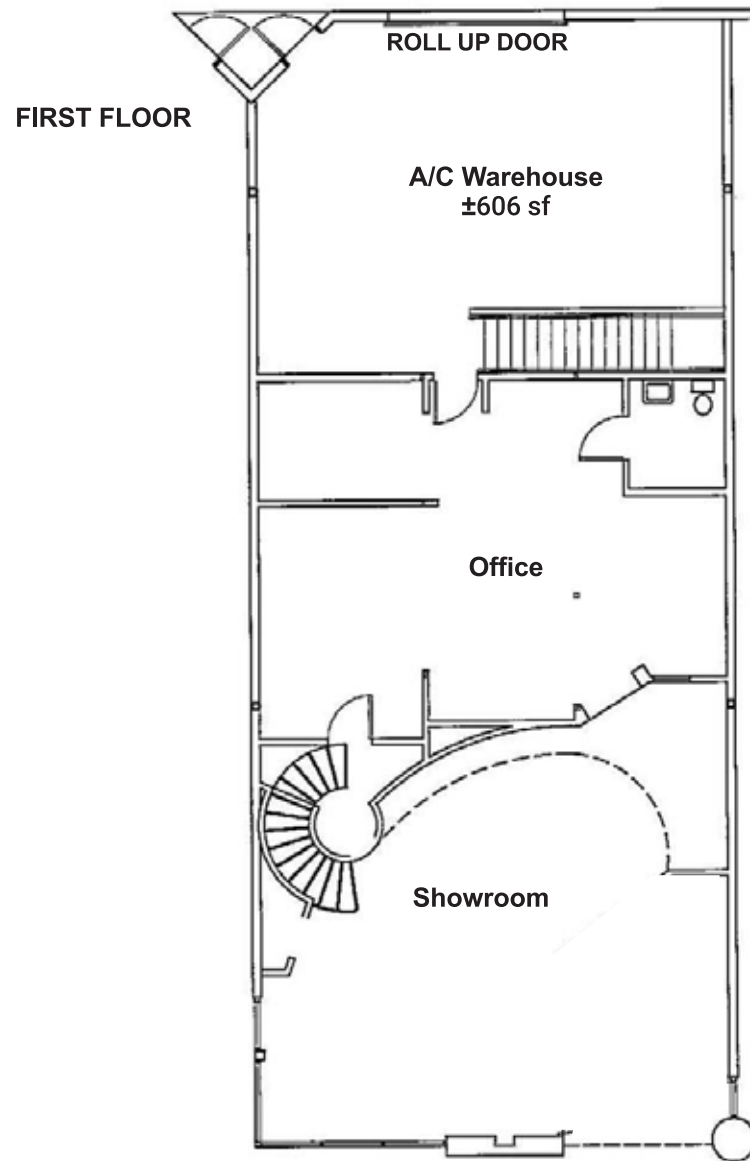 ROLL UP DOOR
FIRST FLOOR
A/C Warehouse
±606 sf
Office
Showroom